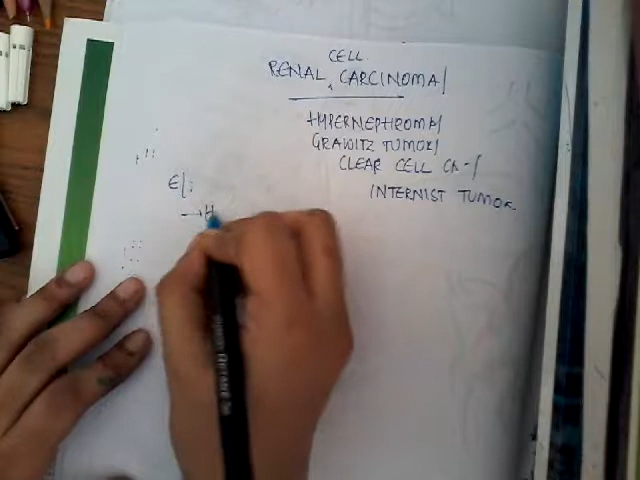 CELL
RENAL CARCINOMA/
HYPERNEPHROMA/
GRAWITZ TUMOR/
CLEAR CELL CA-/
INTERNIST TUMOR
E/:
→ H